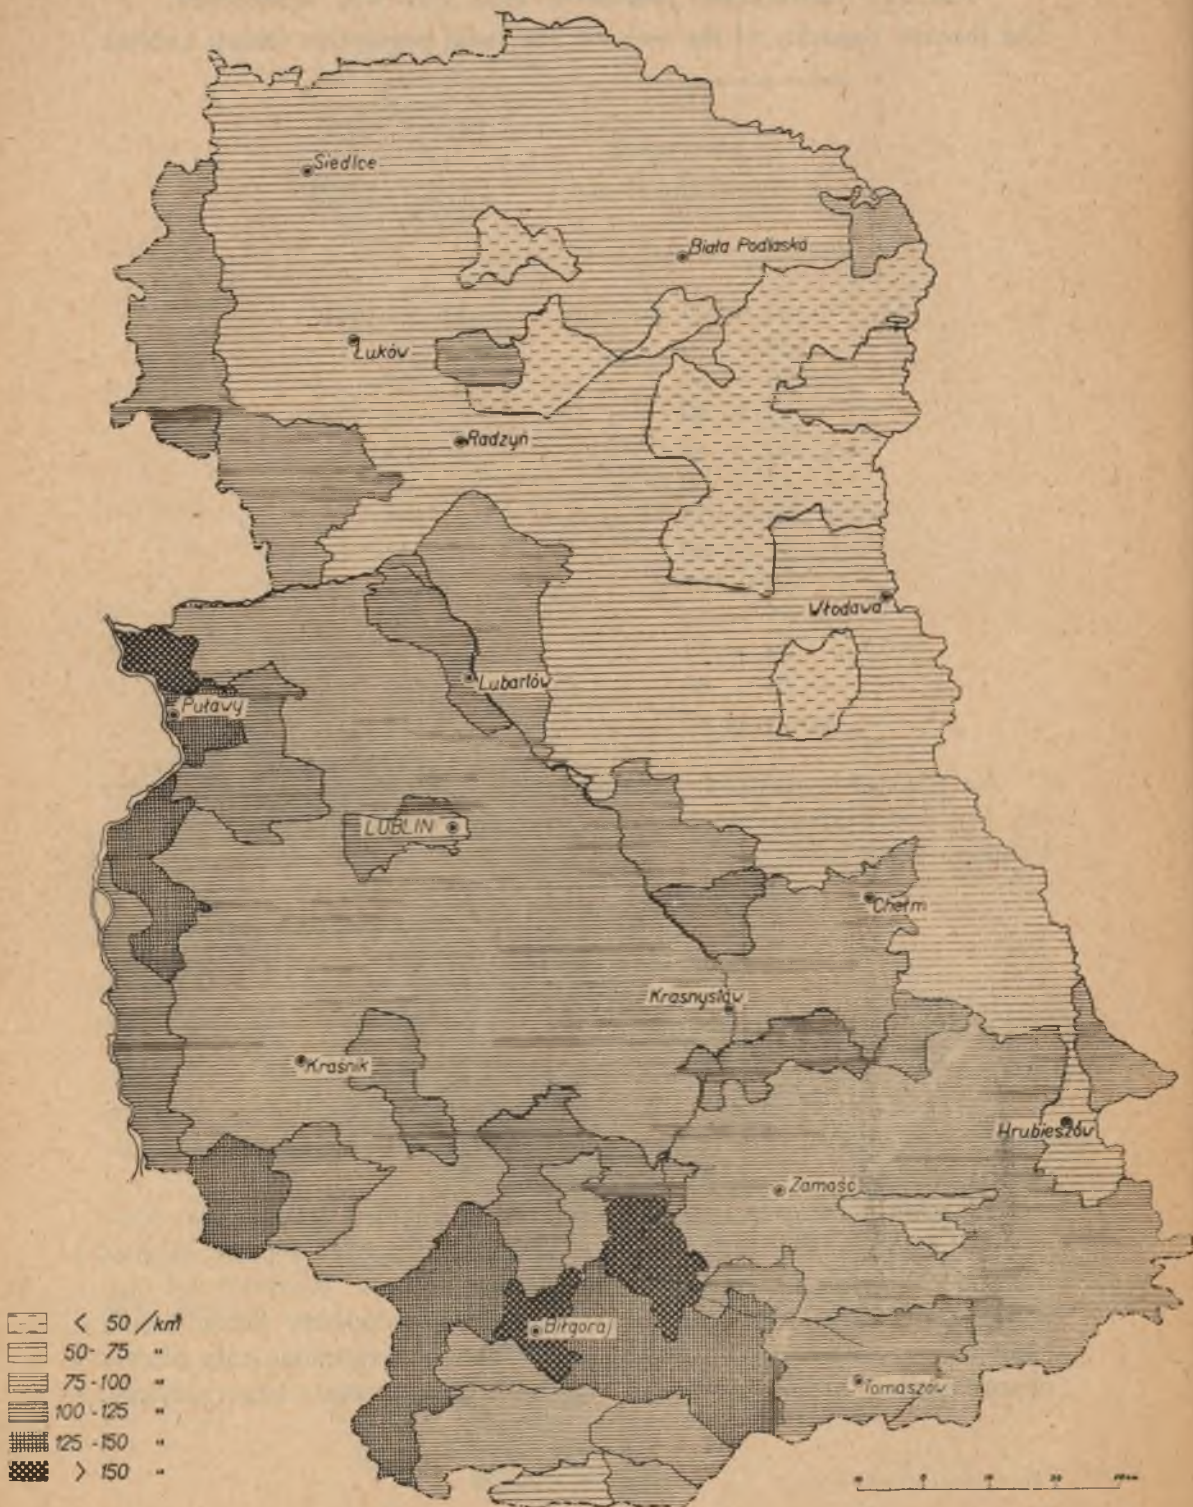 Siedlce
Biała Podlaska
Łuków
Radzyń
Włodawa
Lubartów
Puławy
LUBLIN
Chełm
Krasnystaw
Kraśnik
Hrubieszów
Zamość
Biłgoraj
Tomaszów
< 50 /km²
50-75 "
75-100 "
100-125 "
125-150 "
> 150 "